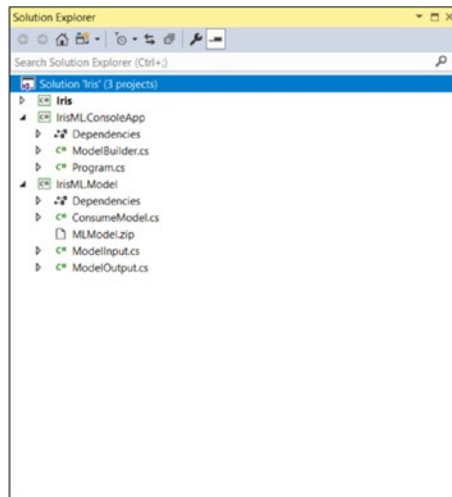 Solution Explorer
Search Solution Explorer (Ctrl+;)
Solution 'Iris' (3 projects)
C# Iris
C# IrisML.ConsoleApp
Dependencies
C# ModelBuilder.cs
C# Program.cs
C# IrisML.Model
Dependencies
C# ConsumeModel.cs
MLModel.zip
C# ModelInput.cs
C# ModelOutput.cs